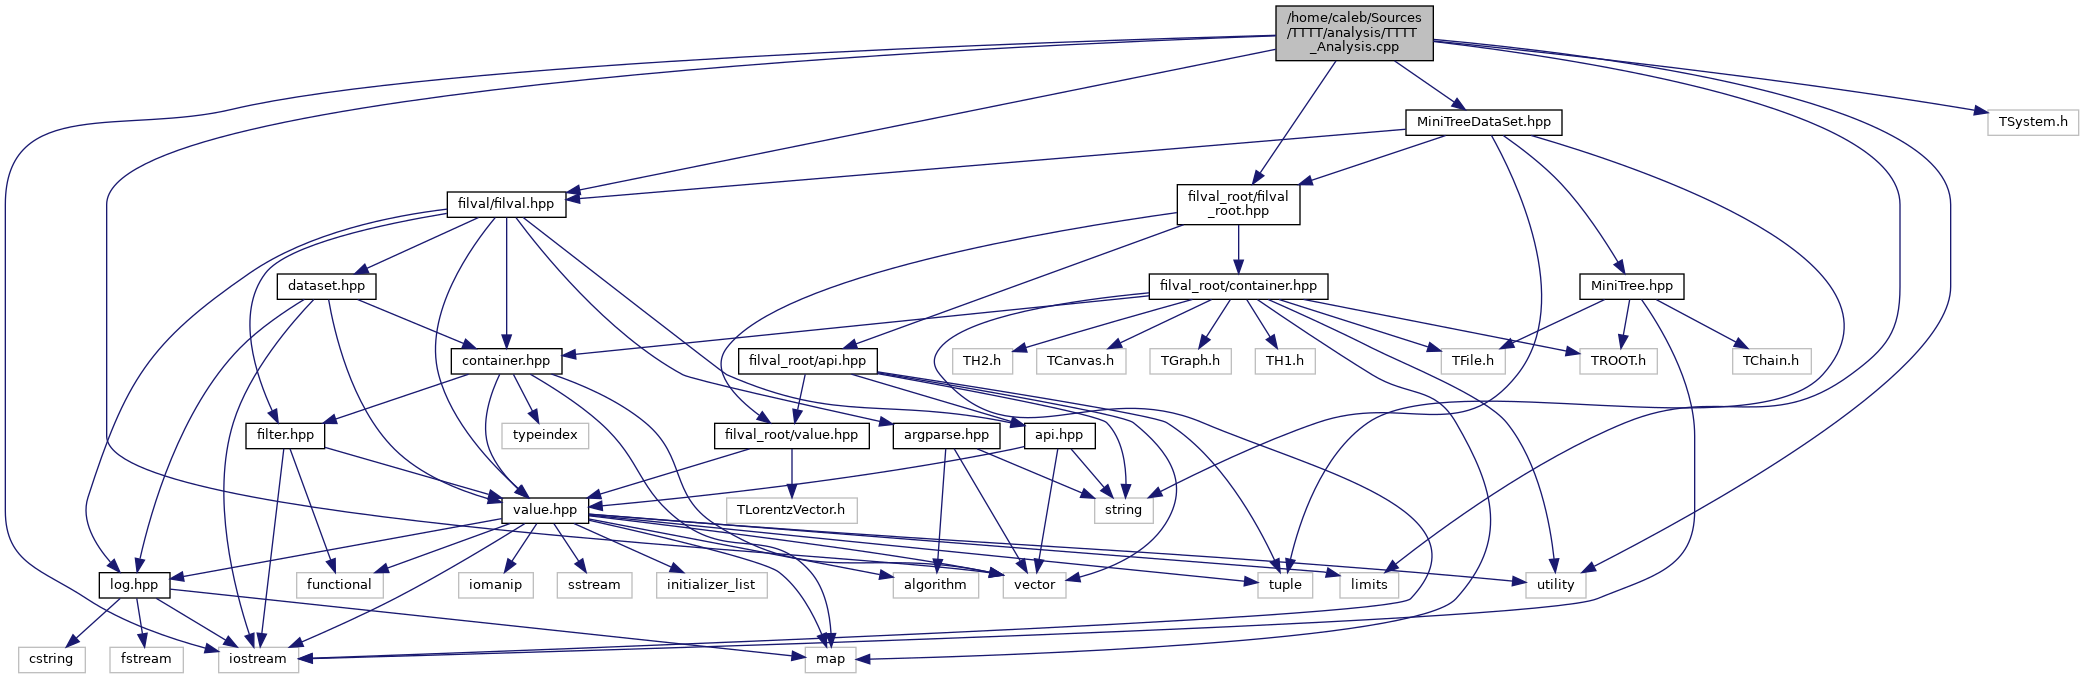 /home/caleb/Sources
/TTTT/analysis/TTTT
_Analysis.cpp
MiniTreeDataSet.hpp
TSystem.h
filval/filval.hpp
filval_root/filval
_root.hpp
dataset.hpp
filval_root/container.hpp
MiniTree.hpp
container.hpp
filval_root/api.hpp
TH2.h
TCanvas.h
TGraph.h
TH1.h
TFile.h
TROOT.h
TChain.h
filter.hpp
typeindex
filval_root/value.hpp
argparse.hpp
api.hpp
value.hpp
TLorentzVector.h
string
log.hpp
functional
iomanip
sstream
initializer_list
algorithm
vector
tuple
limits
utility
cstring
fstream
iostream
map